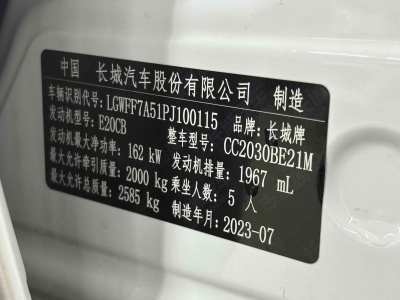 中国 长城汽车股份有限公司 制造
车辆识别代号:LGWFF7A51PJ100115 品牌:长城牌
发动机型号:E20CB 整车型号:CC2030BE21M
发动机最大净功率:162 kW 发动机排量:1967 mL
最大允许牵引质量:2000 kg 乘坐人数:5 人
最大允许总质量:2585 kg 制造年月:2023-07